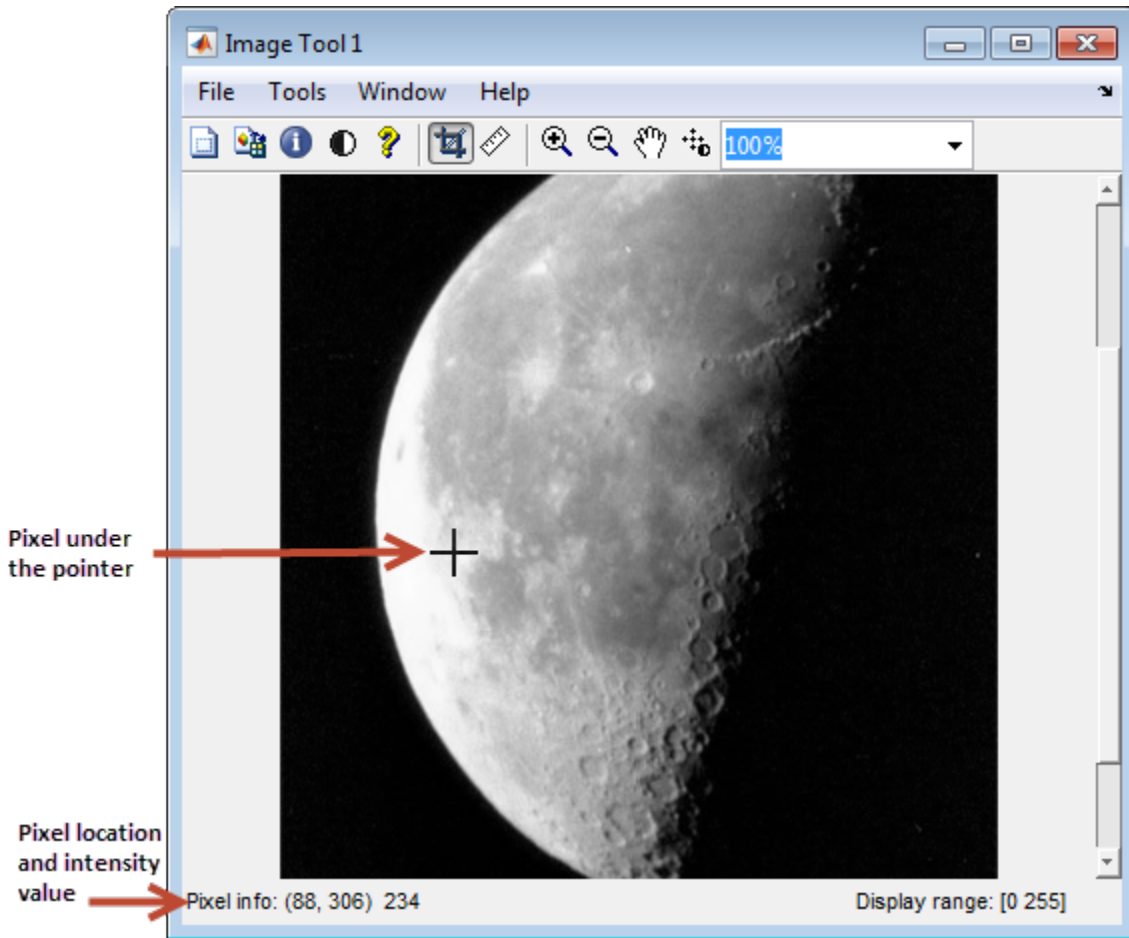 Image Tool 1
File Tools Window Help
100%
Pixel under
the pointer
Pixel location
and intensity
value
Pixel info: (88, 306) 234
Display range: [0 255]